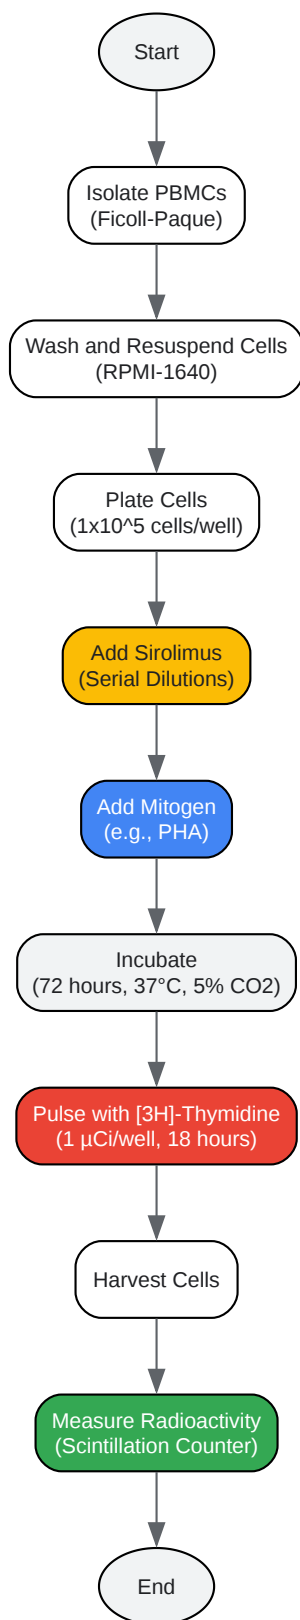 Start
Isolate PBMCs
(Ficoll-Paque)
Wash and Resuspend Cells
(RPMI-1640)
Plate Cells
(1x10^5 cells/well)
Add Sirolimus
(Serial Dilutions)
Add Mitogen
(e.g., PHA)
Incubate
(72 hours, 37°C, 5% CO2)
Pulse with [3H]-Thymidine
(1 µCi/well, 18 hours)
Harvest Cells
Measure Radioactivity
(Scintillation Counter)
End